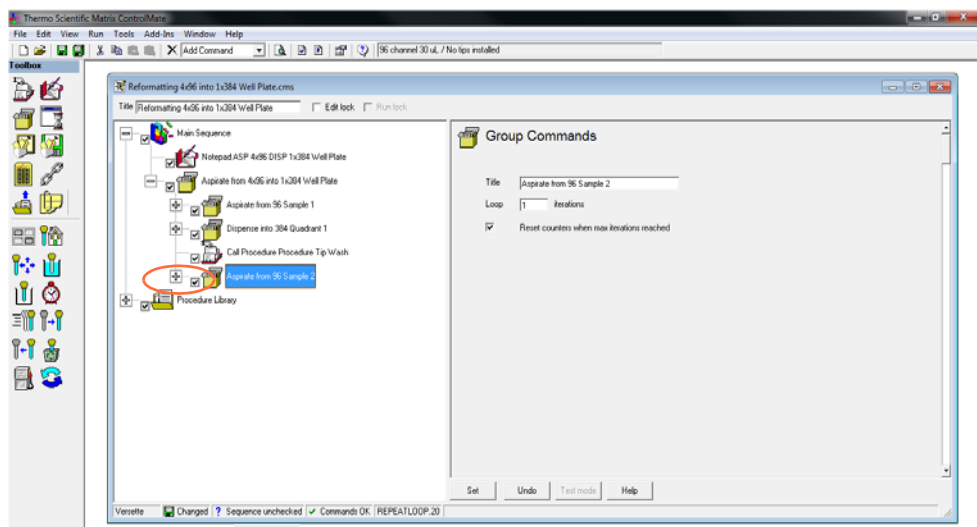 Thermo Scientific Matrix ControlMate
File Edit View Run Tools Add-Ins Window Help
Add Command
96 channel 30 uL / No tips installed
Toolbox
Reformatting 4x96 into 1x384 Well Plate.cms
Title Reformatting 4x96 into 1x384 Well Plate Edit lock Run lock
Main Sequence
Notepad ASP 4x96 DISP 1x384 Well Plate
Aspirate from 4x96 into 1x384 Well Plate
Aspirate from 96 Sample 1
Dispense into 384 Quadrant 1
Call Procedure Procedure Tip Wash
Aspirate from 96 Sample 2
Procedure Library
Group Commands
Title Aspirate from 96 Sample 2
Loop 1 iterations
Reset counters when max iterations reached
Set Undo Test mode Help
Versette Changed ? Sequence unchecked Commands OK REPEATLOOP.20